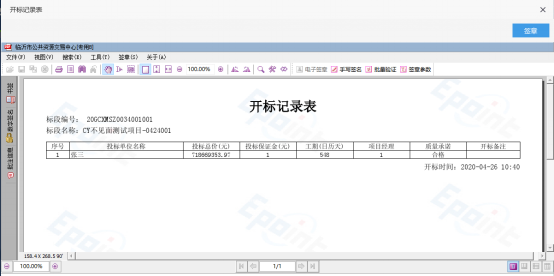 开标记录表
签章
临沂市公共资源交易中心[专用B]
文件(F) 视图(V) 搜索(R) 工具(T) 签章(S) 关于(A)
100.00% 电子签章 手写签名 批量验证 签章参数
开标记录表
标段编号： 20GCXMSZ0034001001
标段名称：CY不见面测试项目-0424001
序号 投标单位名称 投标总价(元) 投标保证金(元) 工期(日历天) 项目经理 质量承诺 开标备注
1 张三 718669353.97 1 548 1 合格
开标时间：2020-04-26 10:40
158.4 X 268.5 90°
100.00% 1/1
Epoint